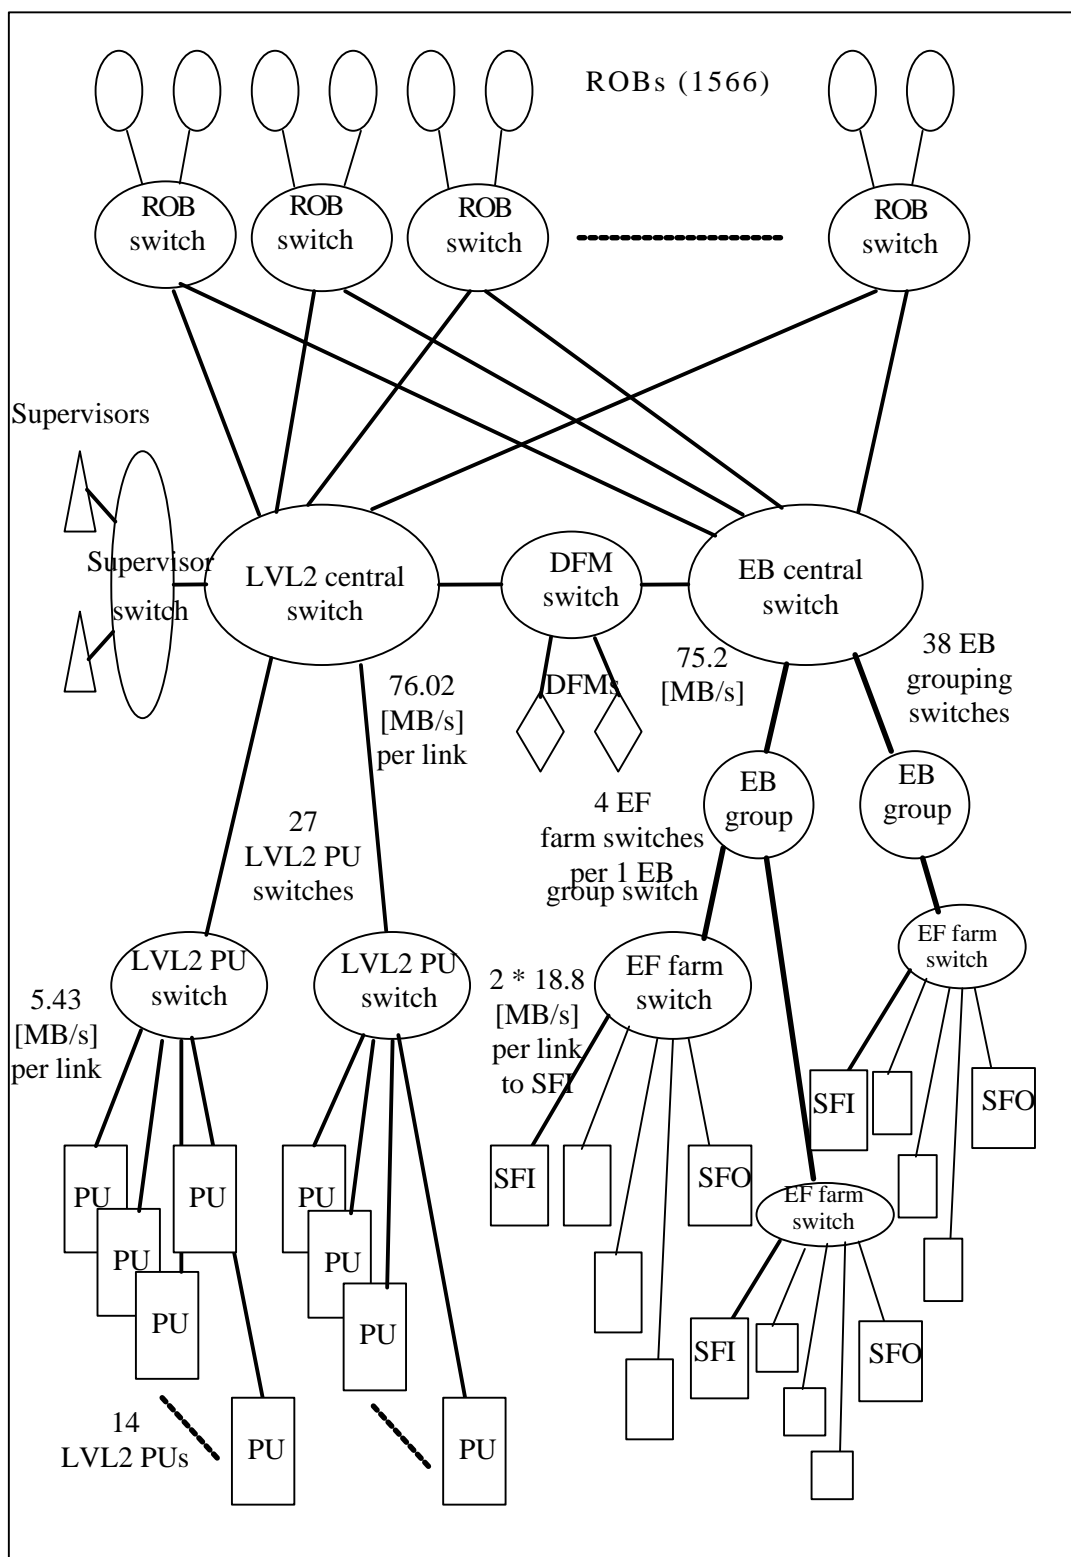 ROBs (1566)
ROB
switch
ROB
switch
ROB
switch
ROB
switch
Supervisors
Supervisor
switch
LVL2 central
switch
DFM
switch
EB central
switch
DFMs
76.02
[MB/s]
per link
75.2
[MB/s]
38 EB
grouping
switches
EB
group
EB
group
4 EF
farm switches
per 1 EB
group switch
27
LVL2 PU
switches
LVL2 PU
switch
LVL2 PU
switch
EF farm
switch
EF farm
switch
5.43
[MB/s]
per link
2 * 18.8
[MB/s]
per link
to SFI
SFI
SFO
SFI
SFO
PU
PU
PU
PU
PU
PU
PU
PU
PU
EF farm
switch
SFI
SFO
14
LVL2 PUs